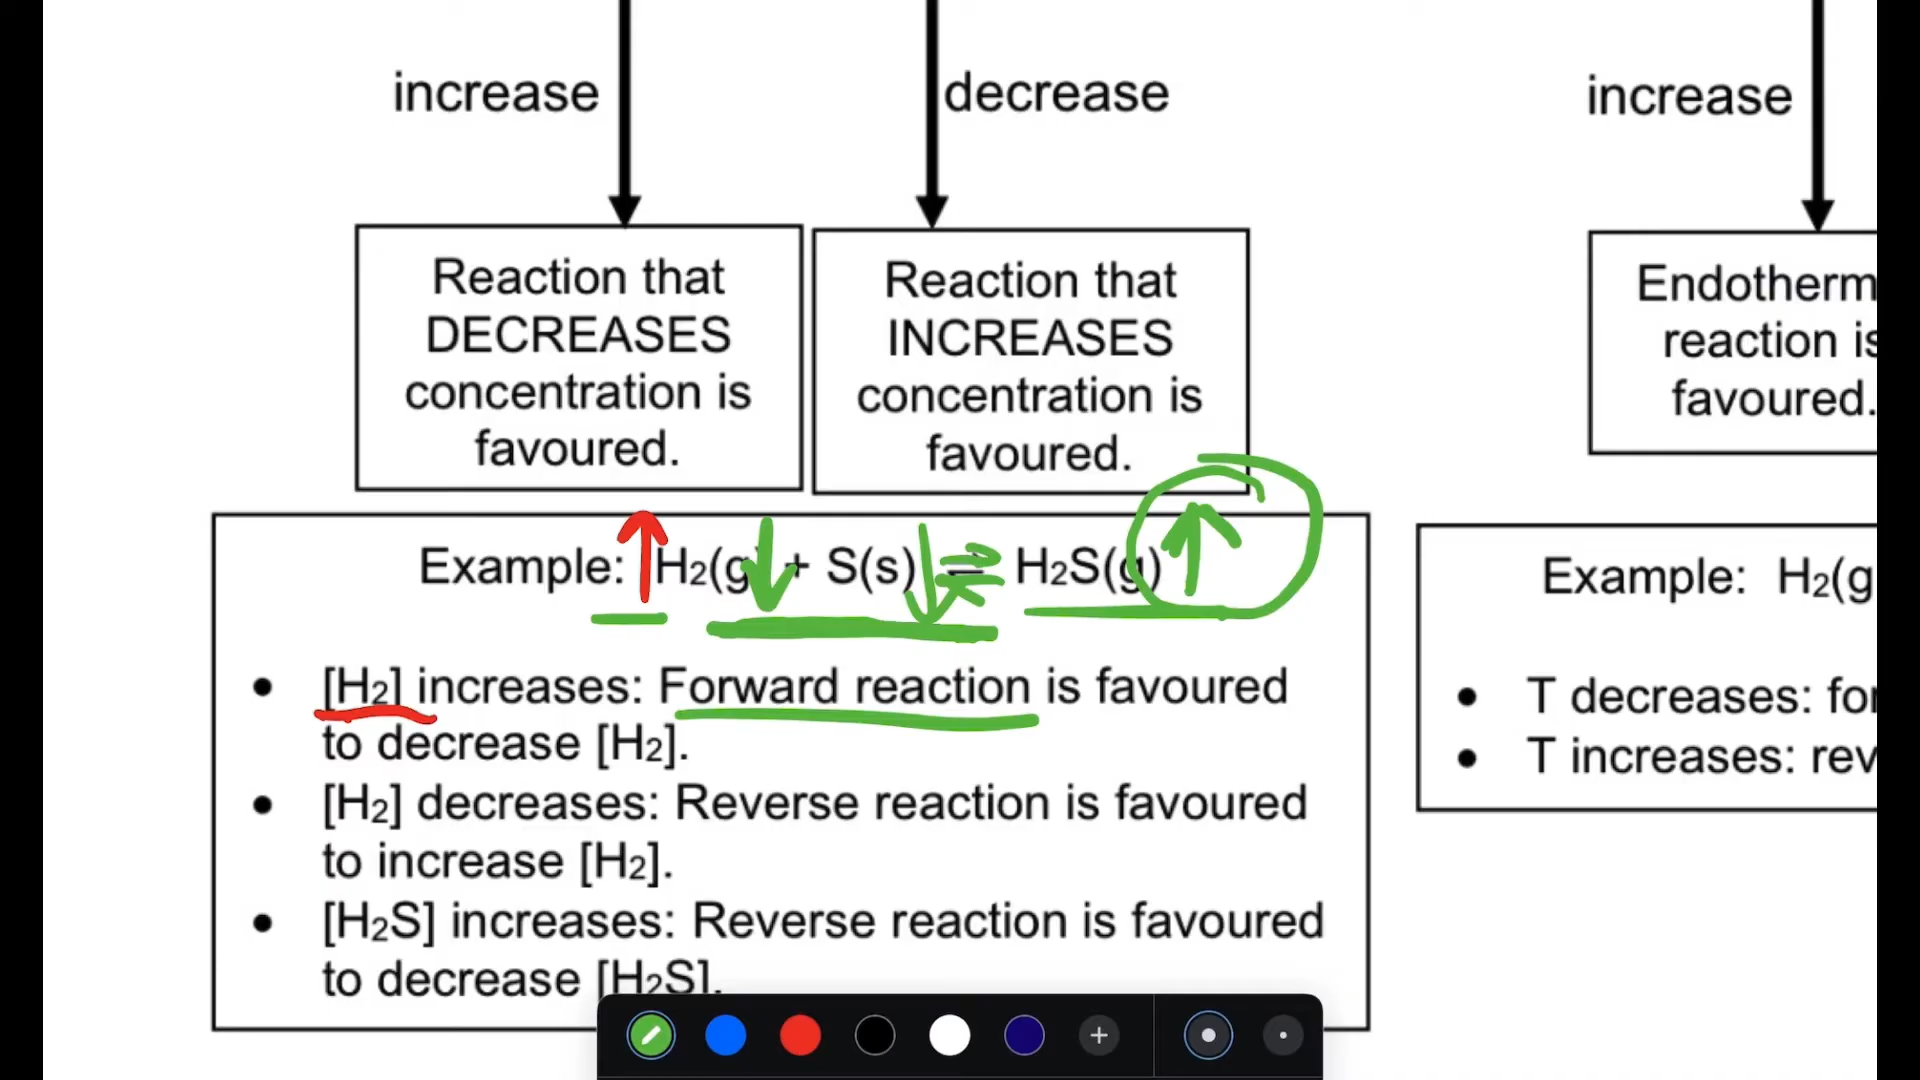 increase
decrease
increase
Reaction that
DECREASES
concentration is
favoured.
Reaction that
INCREASES
concentration is
favoured.
Endotherm
reaction is
favoured.
Example: H2(g) + S(s) ⇌ H2S(g)
[H2] increases: Forward reaction is favoured
to decrease [H2].
[H2] decreases: Reverse reaction is favoured
to increase [H2].
[H2S] increases: Reverse reaction is favoured
to decrease [H2S].
Example: H2(g
T decreases: for
T increases: rev